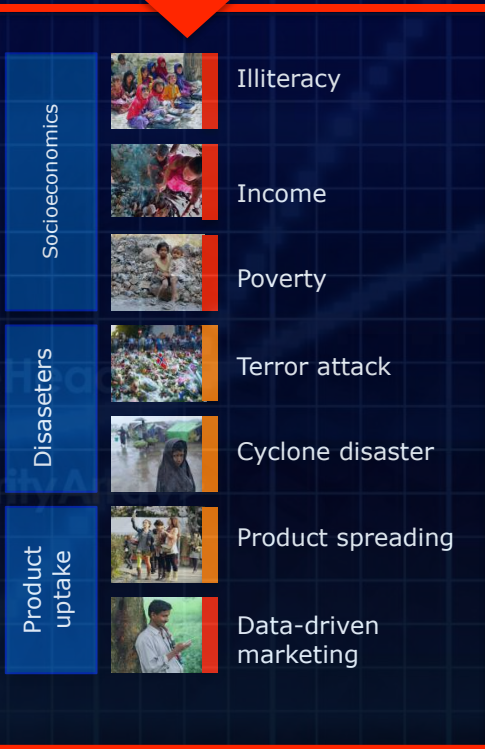 Socioeconomics
Illiteracy
Income
Poverty
Disaseters
Terror attack
Cyclone disaster
Product
uptake
Product spreading
Data-driven
marketing